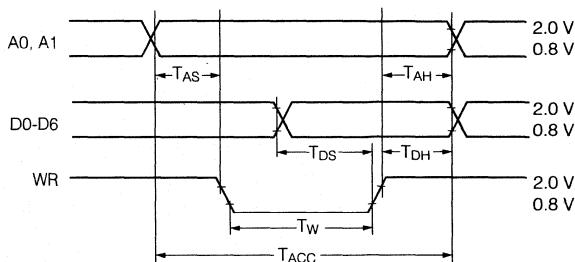 A0, A1
2.0 V
0.8 V
TAS
TAH
D0-D6
2.0 V
0.8 V
TDS
TDH
WR
2.0 V
0.8 V
TW
TACC